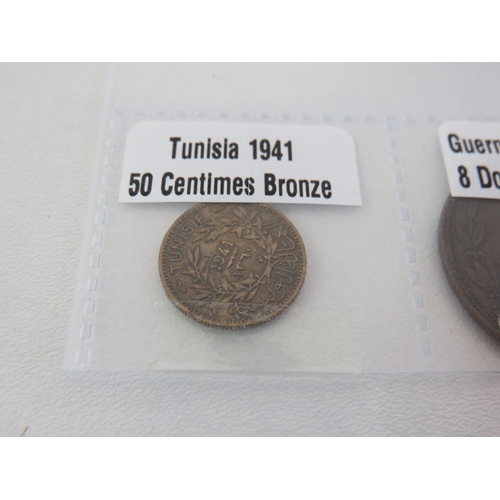 Tunisia 1941
50 Centimes Bronze
Guern
8 Do
TUNISIE
1941